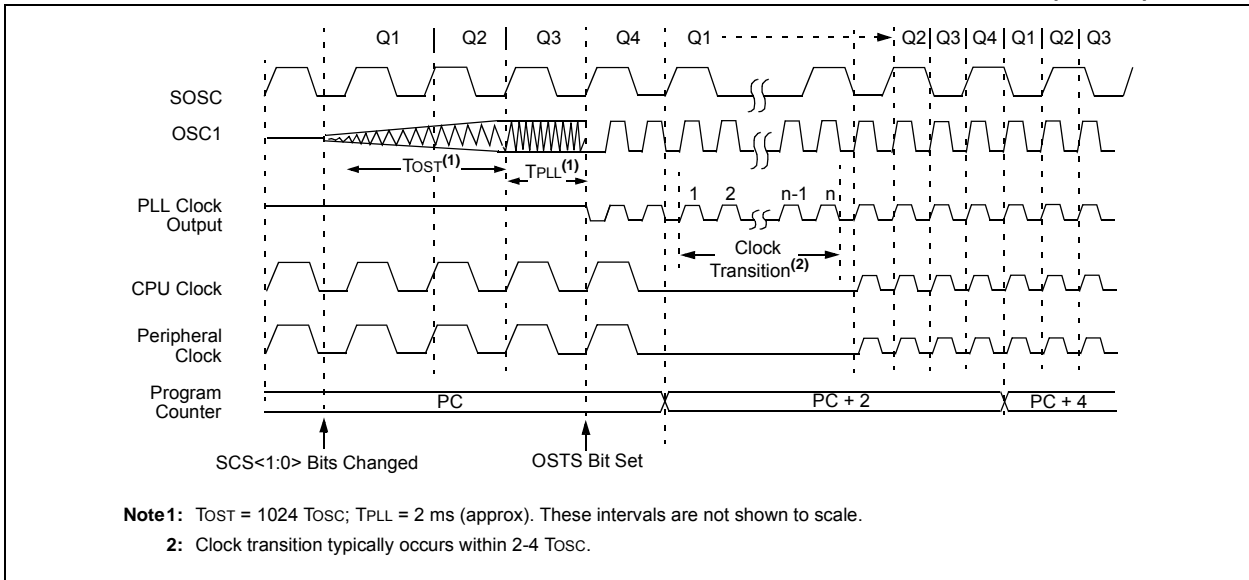 Q1 Q2 Q3 Q4 Q1 Q2 Q3 Q4 Q1 Q2 Q3
SOSC
OSC1
TOST(1) TPLL(1)
1 2 n-1 n
PLL Clock
Output
Clock
Transition(2)
CPU Clock
Peripheral
Clock
Program
Counter
PC PC + 2 PC + 4
SCS<1:0> Bits Changed OSTS Bit Set
Note1: TOST = 1024 TOSC; TPLL = 2 ms (approx). These intervals are not shown to scale.
2: Clock transition typically occurs within 2-4 TOSC.